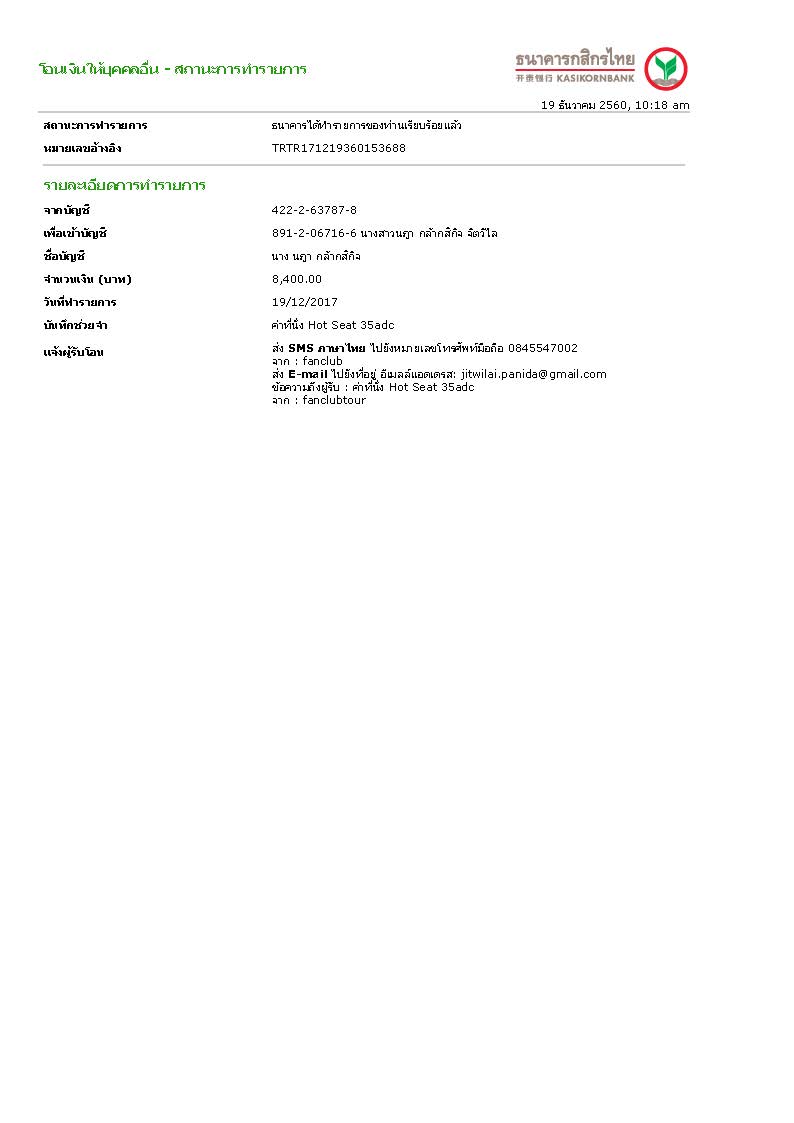 โอนเงินให้บุคคลอื่น - สถานะการทำรายการ
ธนาคารกสิกรไทย
开泰银行 KASIKORNBANK
19 ธันวาคม 2560, 10:18 am
สถานะการทำรายการ ธนาคารได้ทำรายการของท่านเรียบร้อยแล้ว
หมายเลขอ้างอิง TRTR171219360153688
รายละเอียดการทำรายการ
จากบัญชี 422-2-63787-8
เพื่อเข้าบัญชี 891-2-06716-6 นางสาวนฎา กล้ากสิกิจ จิตวิไล
ชื่อบัญชี นาง นฎา กล้ากสิกิจ
จำนวนเงิน (บาท) 8,400.00
วันที่ทำรายการ 19/12/2017
บันทึกช่วยจำ ค่าที่นั่ง Hot Seat 35adc
แจ้งผู้รับโอน ส่ง SMS ภาษาไทย ไปยังหมายเลขโทรศัพท์มือถือ 0845547002
จาก : fanclub
ส่ง E-mail ไปยังที่อยู่ อีเมลล์แอดเดรส: jitwilai.panida@gmail.com
ข้อความถึงผู้รับ : ค่าที่นั่ง Hot Seat 35adc
จาก : fanclubtour